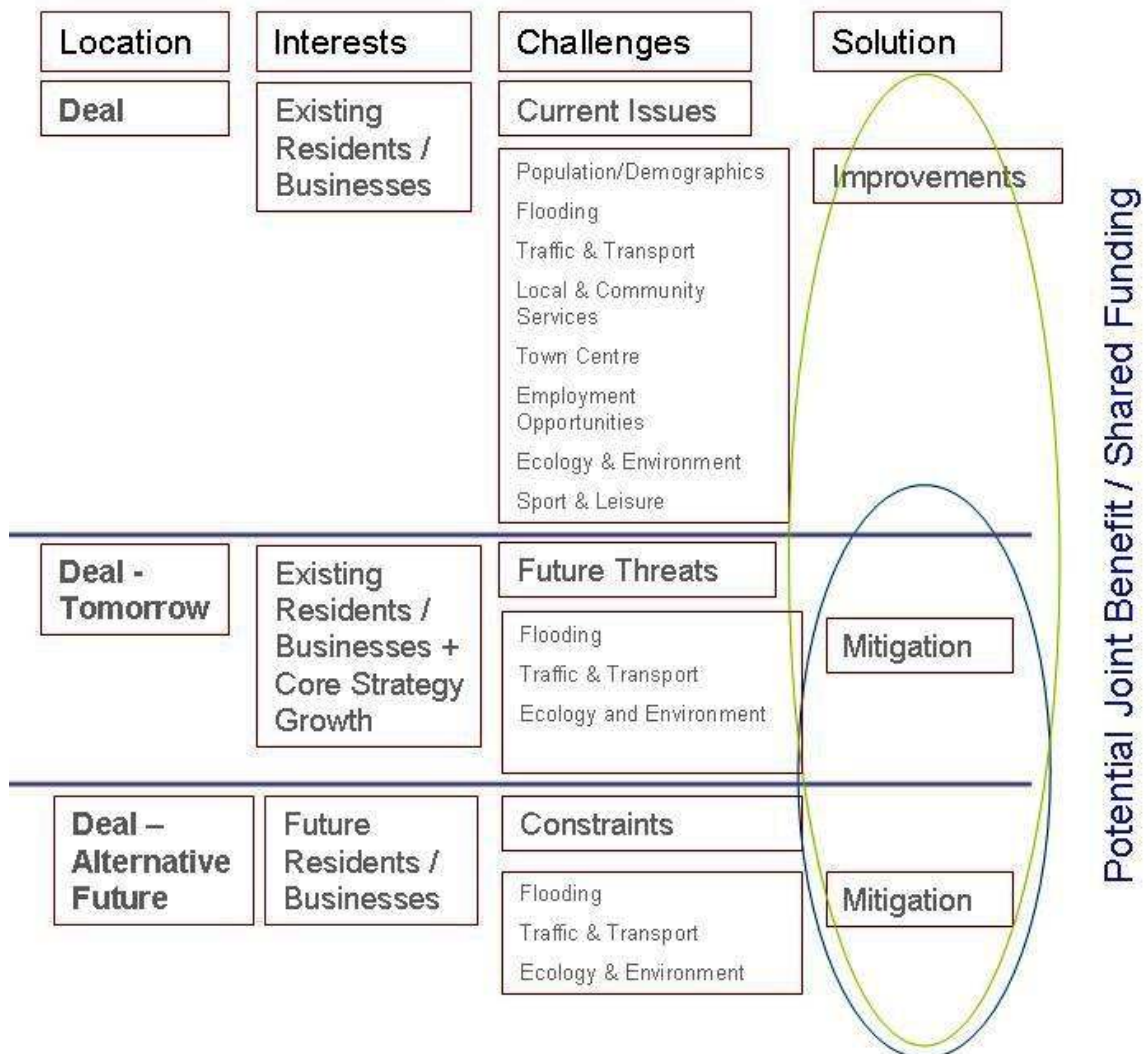 Location
Interests
Challenges
Solution
Deal
Existing
Residents /
Businesses
Current Issues
Population/Demographics
Flooding
Traffic & Transport
Local & Community
Services
Town Centre
Employment
Opportunities
Ecology & Environment
Sport & Leisure
Improvements
Deal -
Tomorrow
Existing
Residents /
Businesses +
Core Strategy
Growth
Future Threats
Flooding
Traffic & Transport
Ecology and Environment
Mitigation
Deal –
Alternative
Future
Future
Residents /
Businesses
Constraints
Flooding
Traffic & Transport
Ecology & Environment
Mitigation
Potential Joint Benefit / Shared Funding